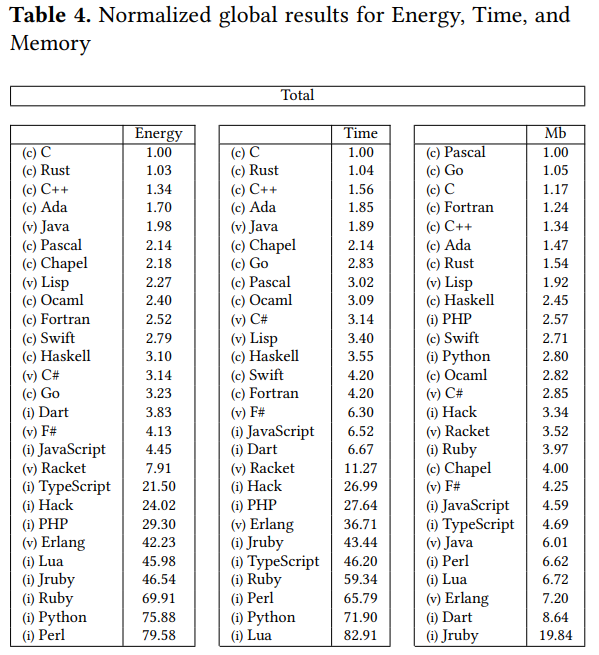 Table 4. Normalized global results for Energy, Time, and
Memory
Total
Energy
(c) C 1.00
(c) Rust 1.03
(c) C++ 1.34
(c) Ada 1.70
(v) Java 1.98
(c) Pascal 2.14
(c) Chapel 2.18
(v) Lisp 2.27
(c) Ocaml 2.40
(c) Fortran 2.52
(c) Swift 2.79
(c) Haskell 3.10
(v) C# 3.14
(c) Go 3.23
(i) Dart 3.83
(v) F# 4.13
(i) JavaScript 4.45
(v) Racket 7.91
(i) TypeScript 21.50
(i) Hack 24.02
(i) PHP 29.30
(v) Erlang 42.23
(i) Lua 45.98
(i) Jruby 46.54
(i) Ruby 69.91
(i) Python 75.88
(i) Perl 79.58
Time
(c) C 1.00
(c) Rust 1.04
(c) C++ 1.56
(c) Ada 1.85
(v) Java 1.89
(c) Chapel 2.14
(c) Go 2.83
(c) Pascal 3.02
(c) Ocaml 3.09
(v) C# 3.14
(v) Lisp 3.40
(c) Haskell 3.55
(c) Swift 4.20
(c) Fortran 4.20
(v) F# 6.30
(i) JavaScript 6.52
(i) Dart 6.67
(v) Racket 11.27
(i) Hack 26.99
(i) PHP 27.64
(v) Erlang 36.71
(i) Jruby 43.44
(i) TypeScript 46.20
(i) Ruby 59.34
(i) Perl 65.79
(i) Python 71.90
(i) Lua 82.91
Mb
(c) Pascal 1.00
(c) Go 1.05
(c) C 1.17
(c) Fortran 1.24
(c) C++ 1.34
(c) Ada 1.47
(c) Rust 1.54
(v) Lisp 1.92
(c) Haskell 2.45
(i) PHP 2.57
(c) Swift 2.71
(i) Python 2.80
(c) Ocaml 2.82
(v) C# 2.85
(i) Hack 3.34
(v) Racket 3.52
(i) Ruby 3.97
(c) Chapel 4.00
(v) F# 4.25
(i) JavaScript 4.59
(i) TypeScript 4.69
(v) Java 6.01
(i) Perl 6.62
(i) Lua 6.72
(v) Erlang 7.20
(i) Dart 8.64
(i) Jruby 19.84